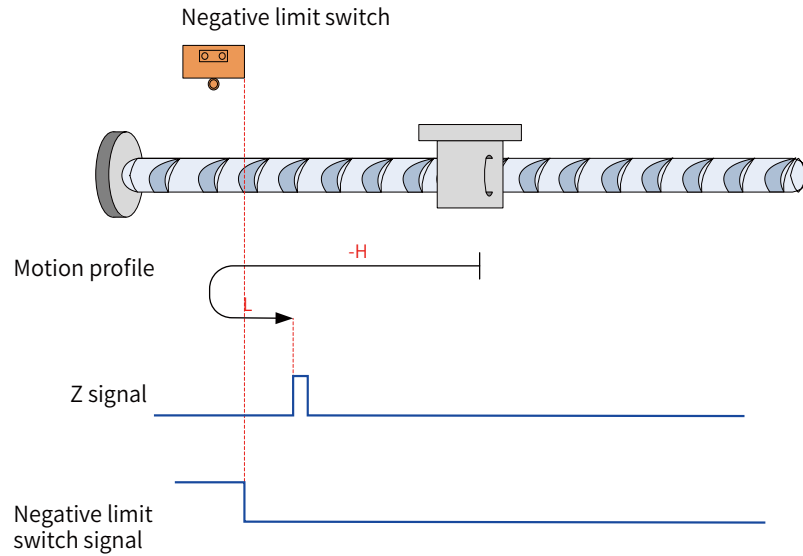 Negative limit switch
-H
Motion profile
L
Z signal
Negative limit
switch signal